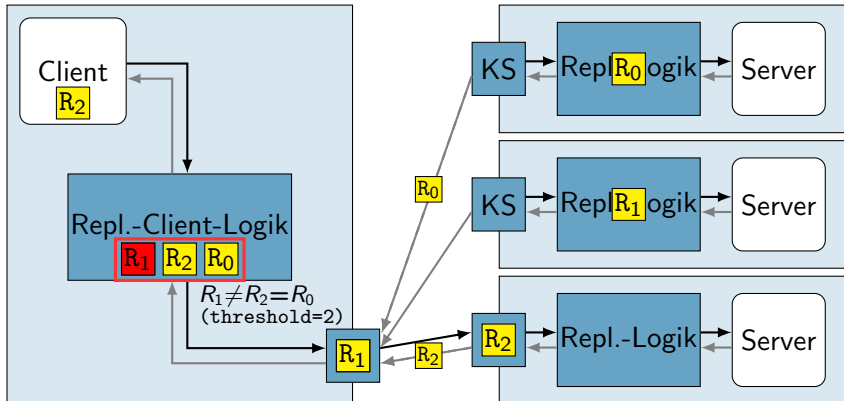 Client
R₂
Repl.-Client-Logik
R₁ R₂ R₀
R₁≠R₂=R₀
(threshold=2)
R₁
R₀
R₂
KS
Repl R₀ ogik
Server
KS
Repl R₁ ogik
Server
R₂
Repl.-Logik
Server